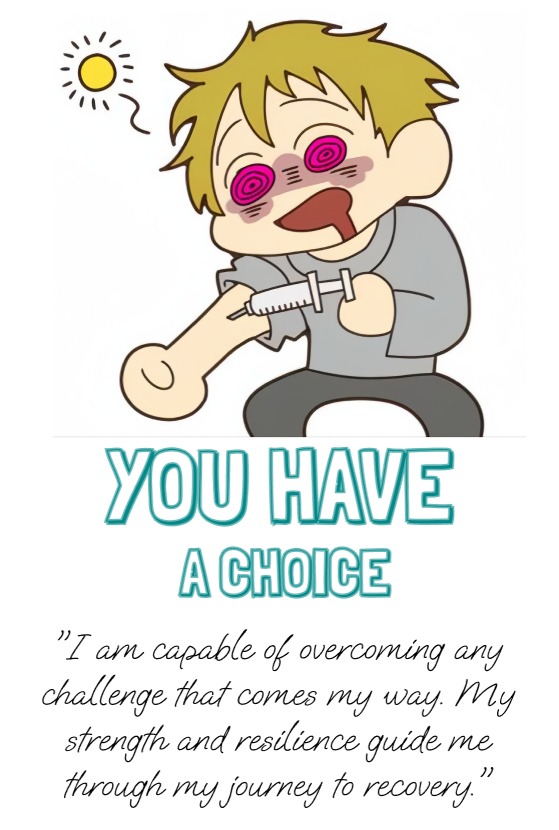 YOU HAVE
A CHOICE
"I am capable of overcoming any
challenge that comes my way. My
strength and resilience guide me
through my journey to recovery."